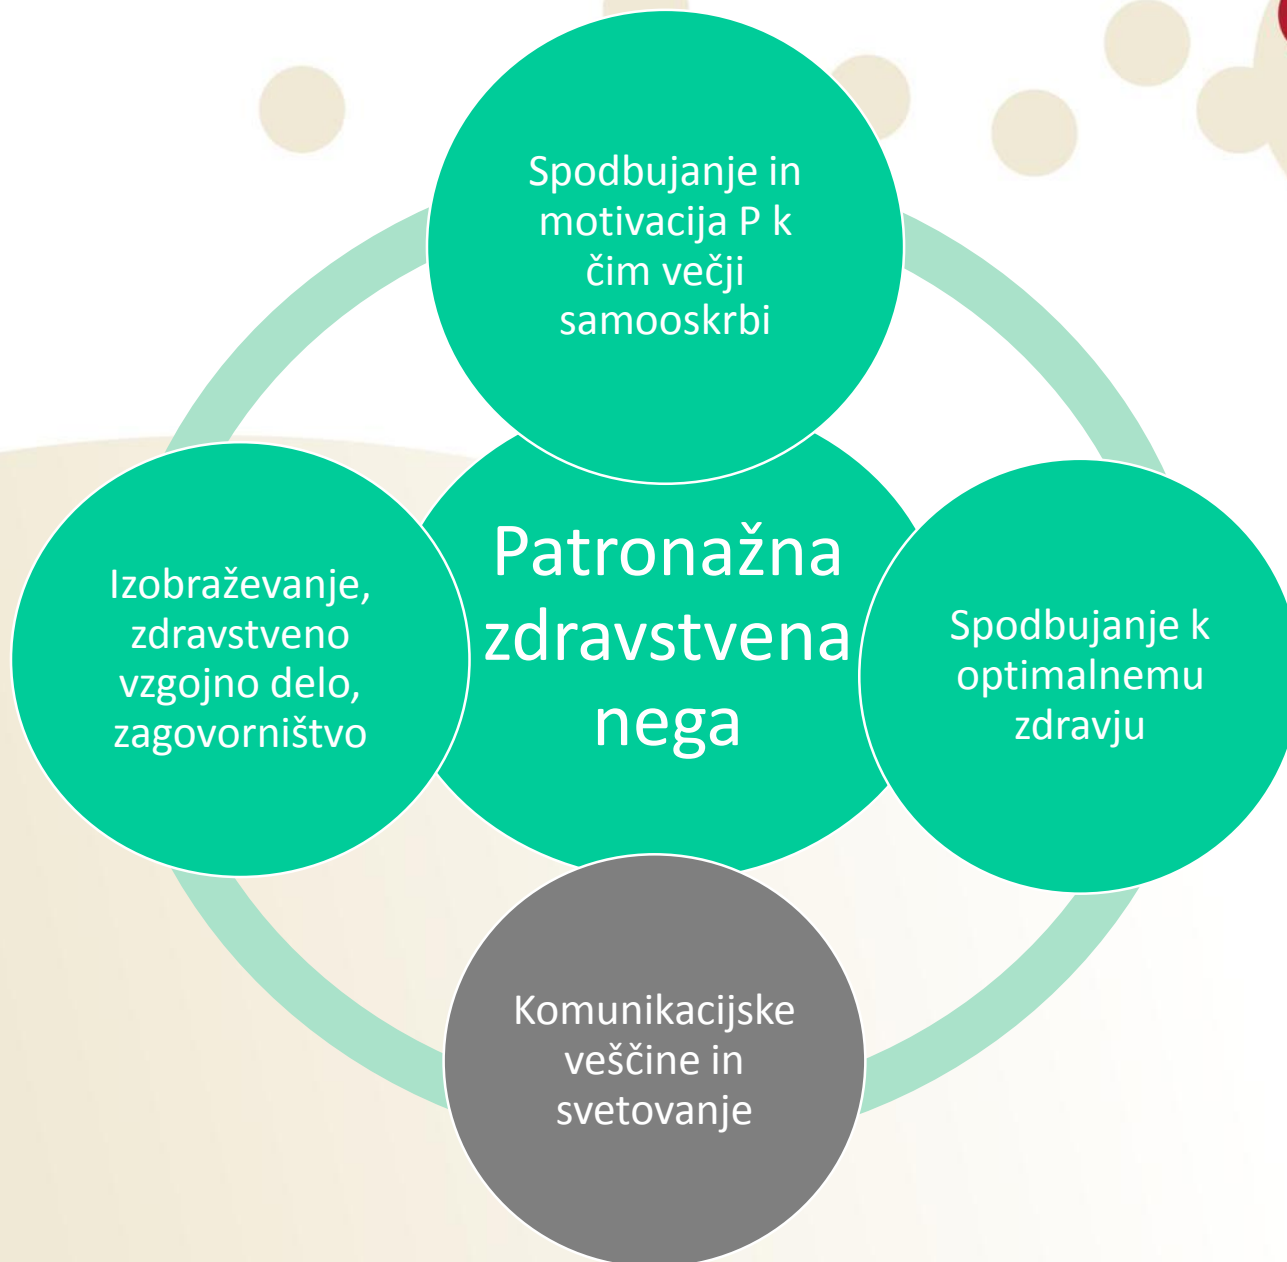 Spodbujanje in
motivacija P k
čim večji
samooskrbi
Patronažna
zdravstvena
nega
Izobraževanje,
zdravstveno
vzgojno delo,
zagovorništvo
Spodbujanje k
optimalnemu
zdravju
Komunikacijske
veščine in
svetovanje